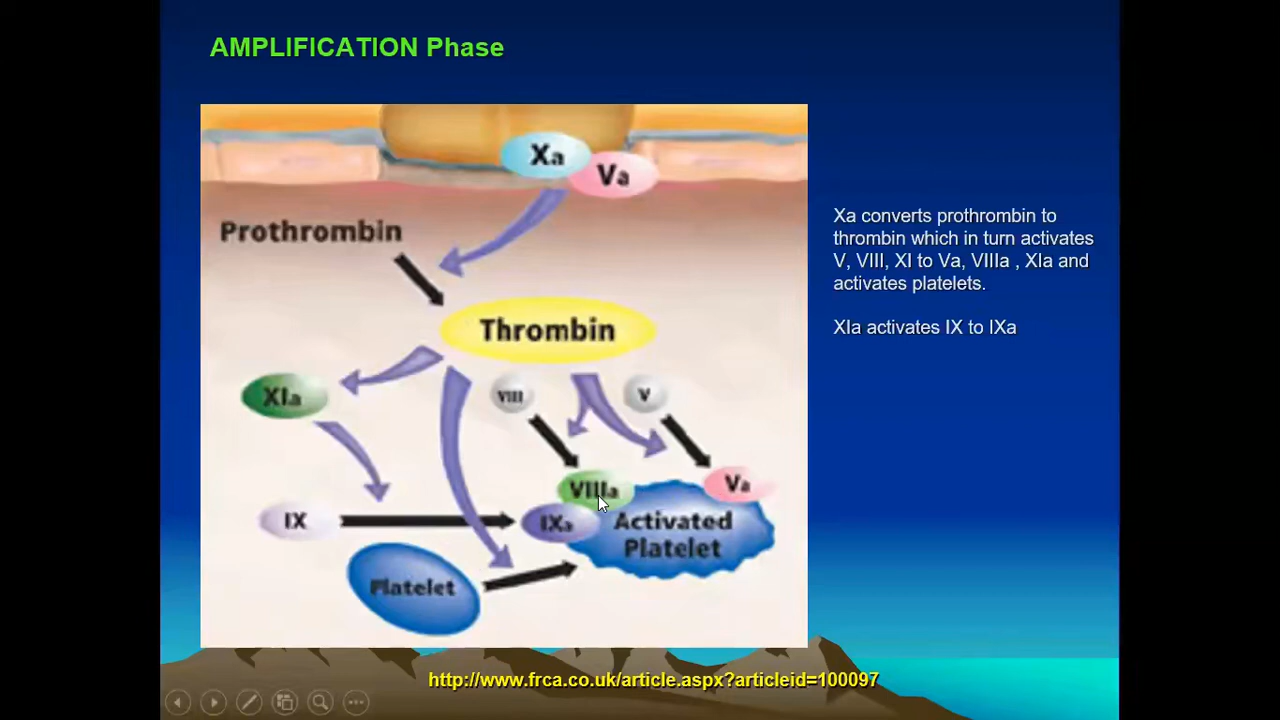 AMPLIFICATION Phase
Xa
Va
Prothrombin
Thrombin
XIa
VIII
V
VIIIa
Va
IX
IXa
Activated
Platelet
Platelet
Xa converts prothrombin to
thrombin which in turn activates
V, VIII, XI to Va, VIIIa , XIa and
activates platelets.
XIa activates IX to IXa
http://www.frca.co.uk/article.aspx?articleid=100097